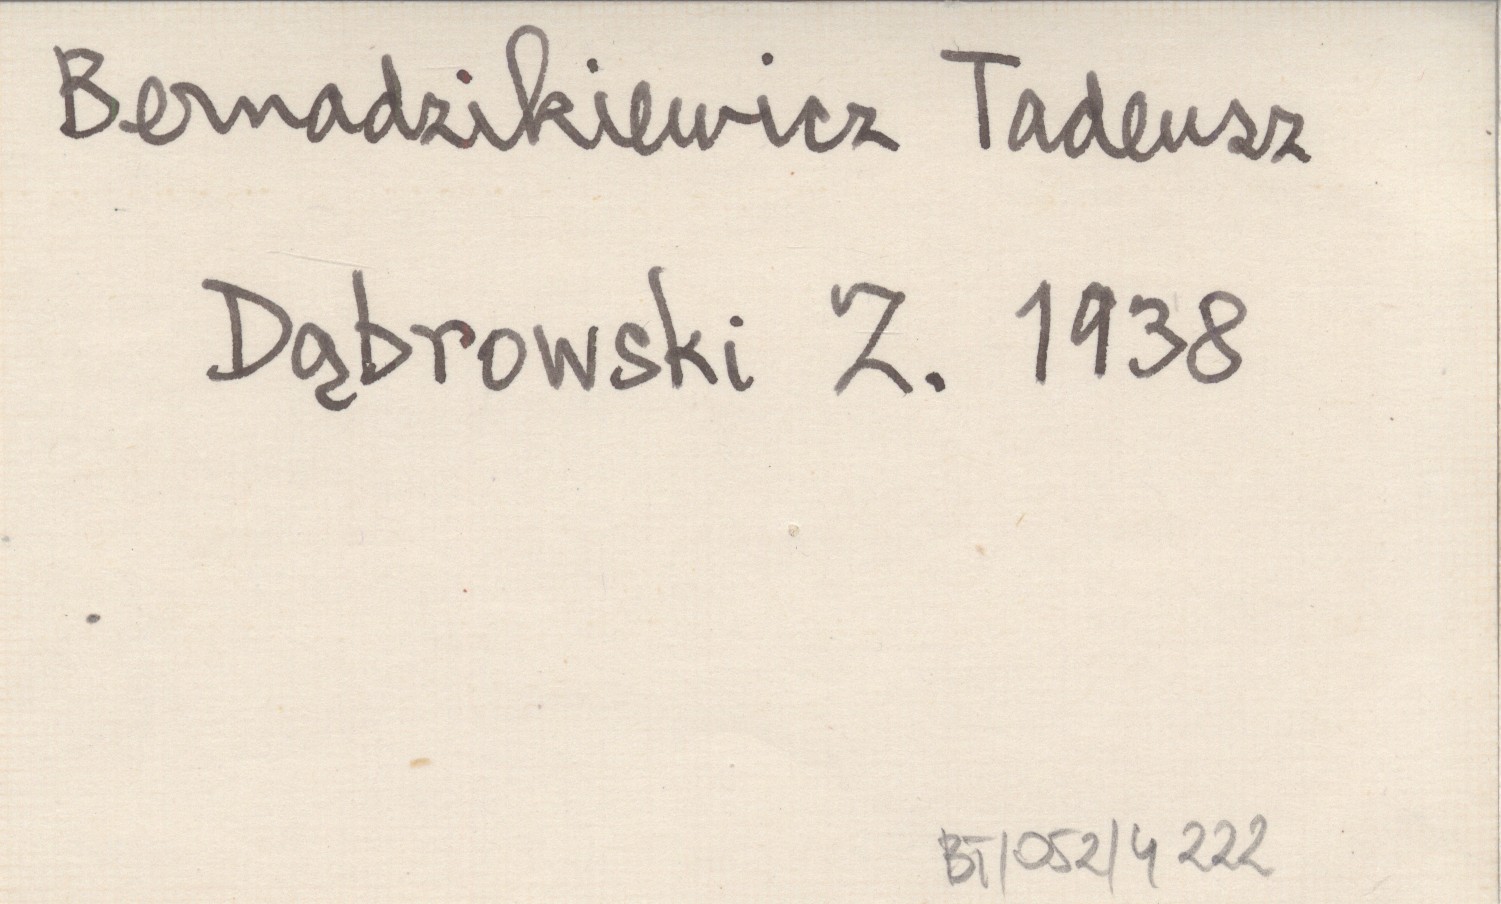 Bernadzikiewicz Tadeusz
Dąbrowski Z. 1938
BT/052/4 222